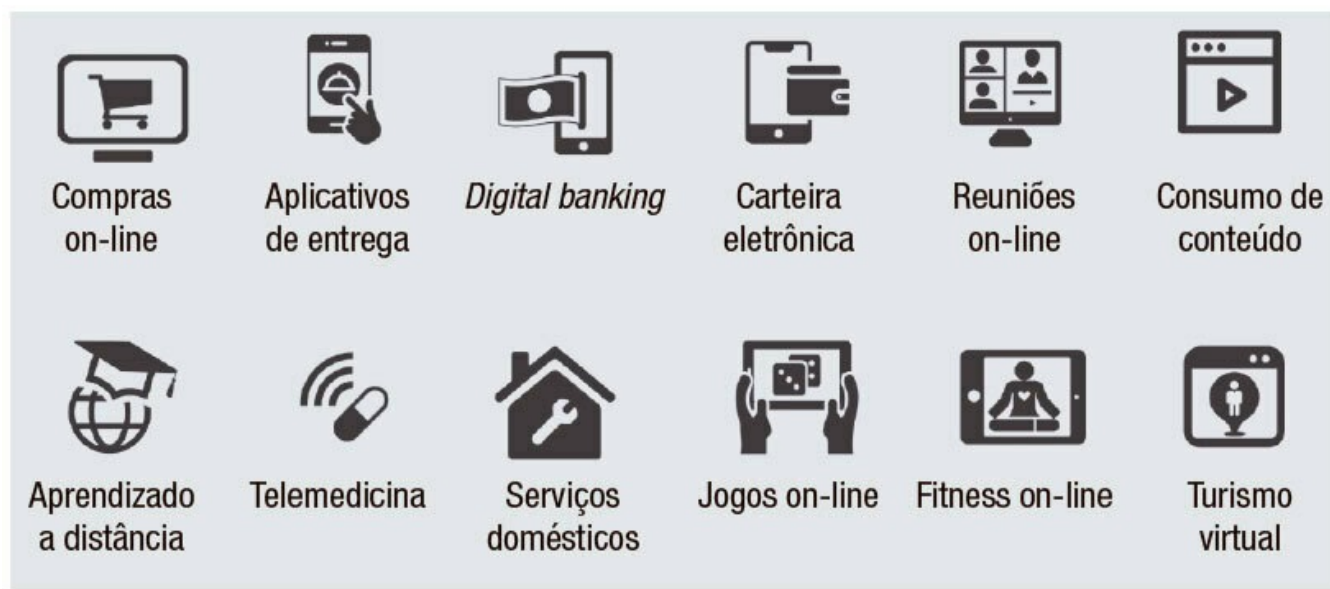 Compras
on-line
Aplicativos
de entrega
Digital banking
Carteira
eletrônica
Reuniões
on-line
Consumo de
conteúdo
Aprendizado
a distância
Telemedicina
Serviços
domésticos
Jogos on-line
Fitness on-line
Turismo
virtual